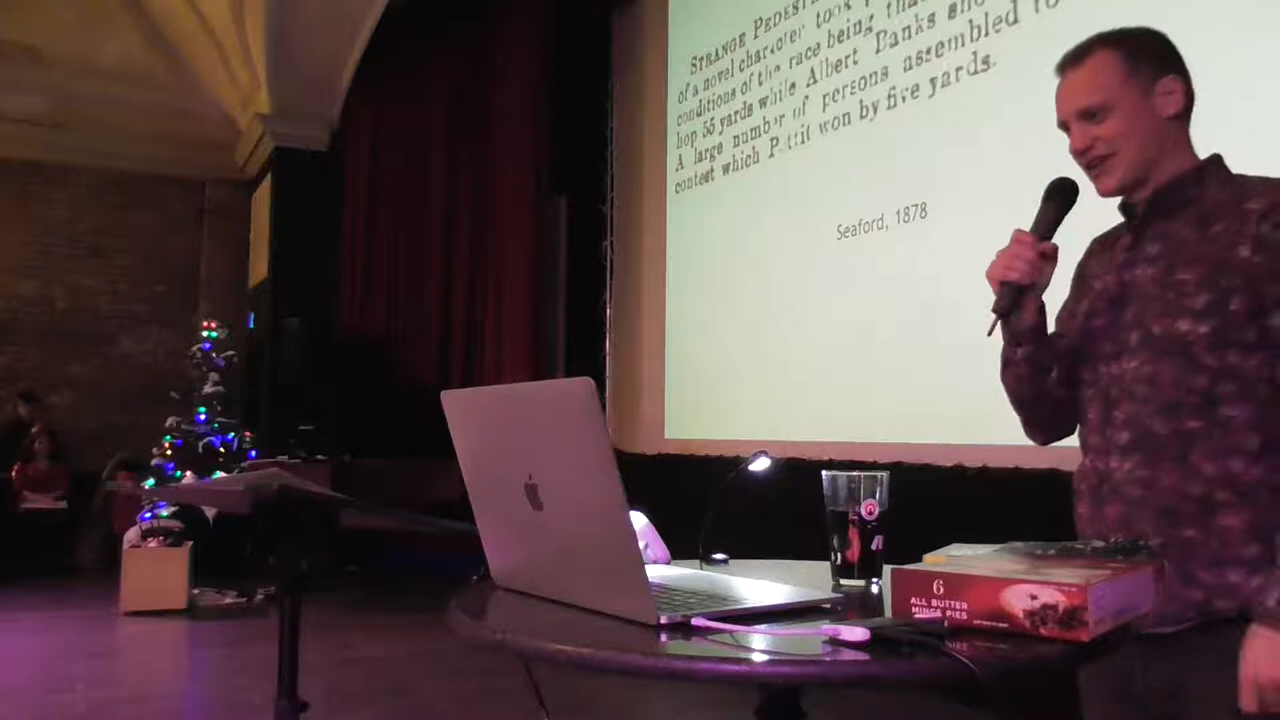 STRANGE PEDEST
of a novel character took
conditions of the race being, that
hop 55 yards while Albert Banks
A large number of persons assembled to
contest which Pettit won by five yards.
Seaford, 1878
6
ALL BUTTER
MINCE PIES